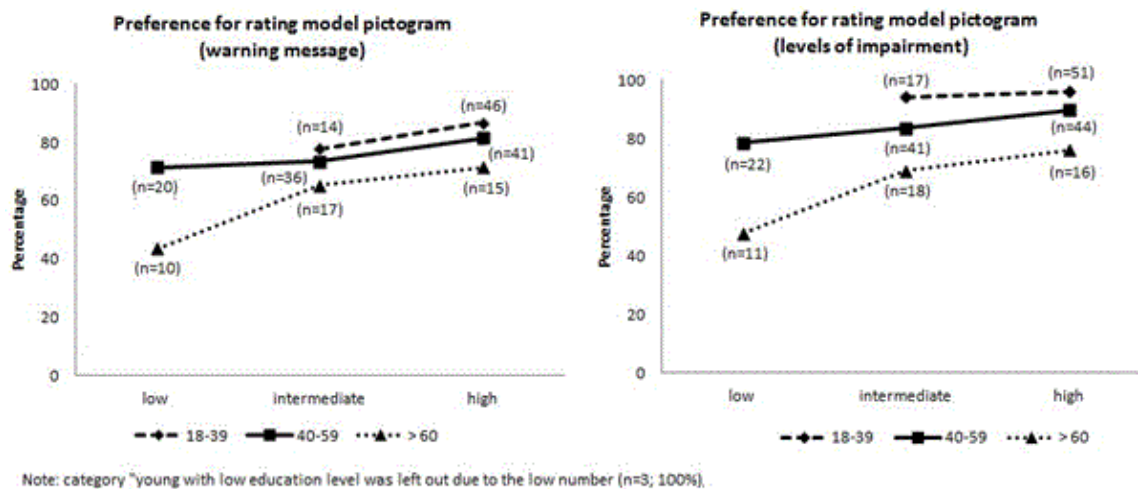 Preference for rating model pictogram
(warning message)
100
80
60
40
20
0
Percentage
(n=14)
(n=46)
(n=20)
(n=36)
(n=41)
(n=17)
(n=15)
(n=10)
low
intermediate
high
18-39
40-59
>60
Preference for rating model pictogram
(levels of impairment)
100
80
60
40
20
0
Percentage
(n=17)
(n=51)
(n=22)
(n=41)
(n=44)
(n=18)
(n=16)
(n=11)
low
intermediate
high
18-39
40-59
>60
Note: category "young with low education level was left out due to the low number (n=3; 100%)